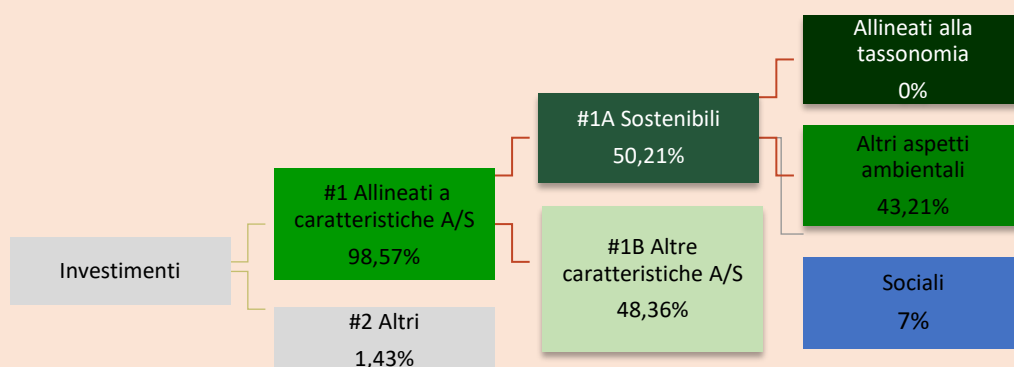 Investimenti
#1 Allineati a
caratteristiche A/S
98,57%
#2 Altri
1,43%
#1A Sostenibili
50,21%
#1B Altre
caratteristiche A/S
48,36%
Allineati alla
tassonomia
0%
Altri aspetti
ambientali
43,21%
Sociali
7%